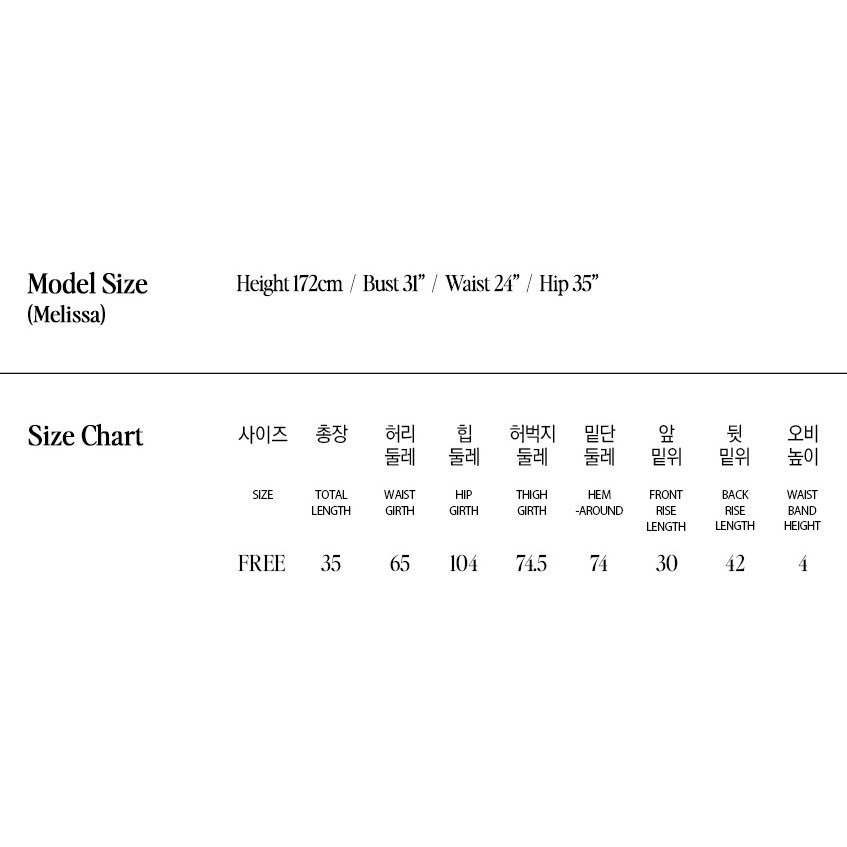 Model Size
(Melissa)
Height 172cm / Bust 31” / Waist 24” / Hip 35”
Size Chart
사이즈 총장 허리 둘레 힙 둘레 허벅지 둘레 밑단 둘레 앞 밑위 뒷 밑위 오비 높이
SIZE TOTAL LENGTH WAIST GIRTH HIP GIRTH THIGH GIRTH HEM -AROUND FRONT RISE LENGTH BACK RISE LENGTH WAIST BAND HEIGHT
FREE 35 65 104 74.5 74 30 42 4